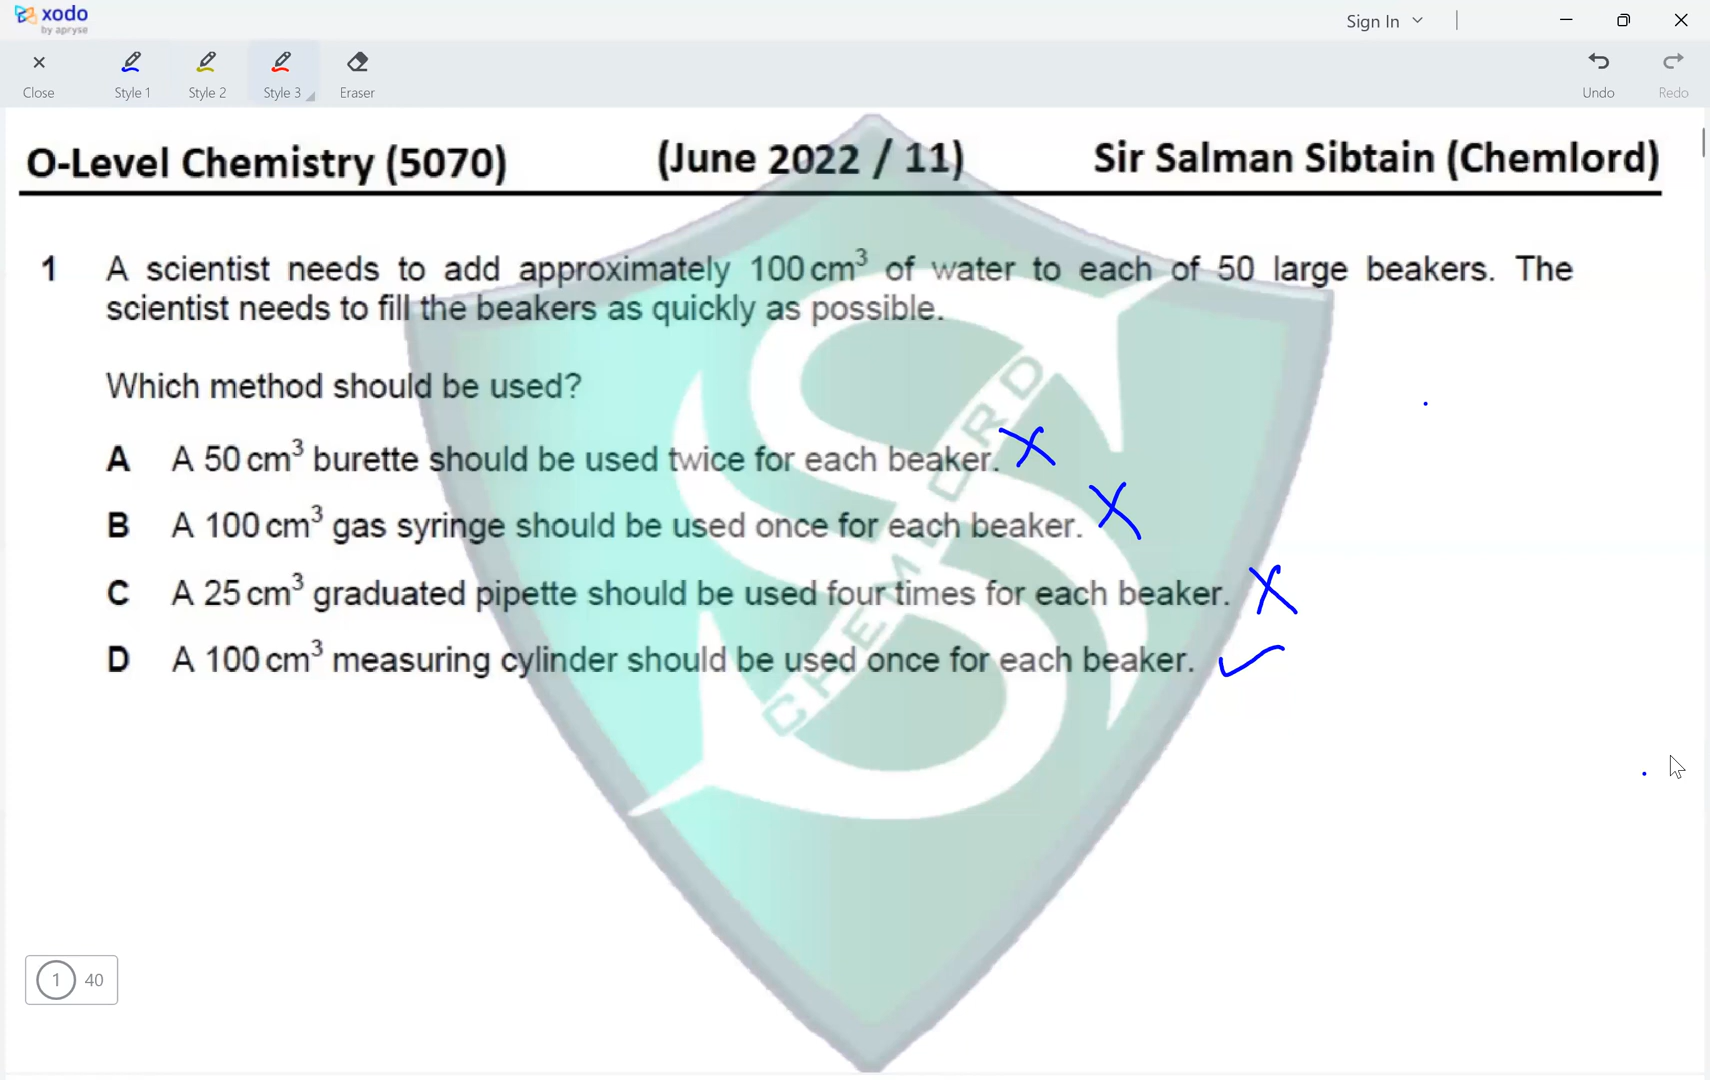 xodo
by apryse
Sign In
Close
Style 1
Style 2
Style 3
Eraser
Undo
Redo
O-Level Chemistry (5070) (June 2022 / 11) Sir Salman Sibtain (Chemlord)
1 A scientist needs to add approximately 100 cm³ of water to each of 50 large beakers. The
scientist needs to fill the beakers as quickly as possible.
Which method should be used?
A A 50 cm³ burette should be used twice for each beaker.
B A 100 cm³ gas syringe should be used once for each beaker.
C A 25 cm³ graduated pipette should be used four times for each beaker.
D A 100 cm³ measuring cylinder should be used once for each beaker.
CHEMLORD
1 40